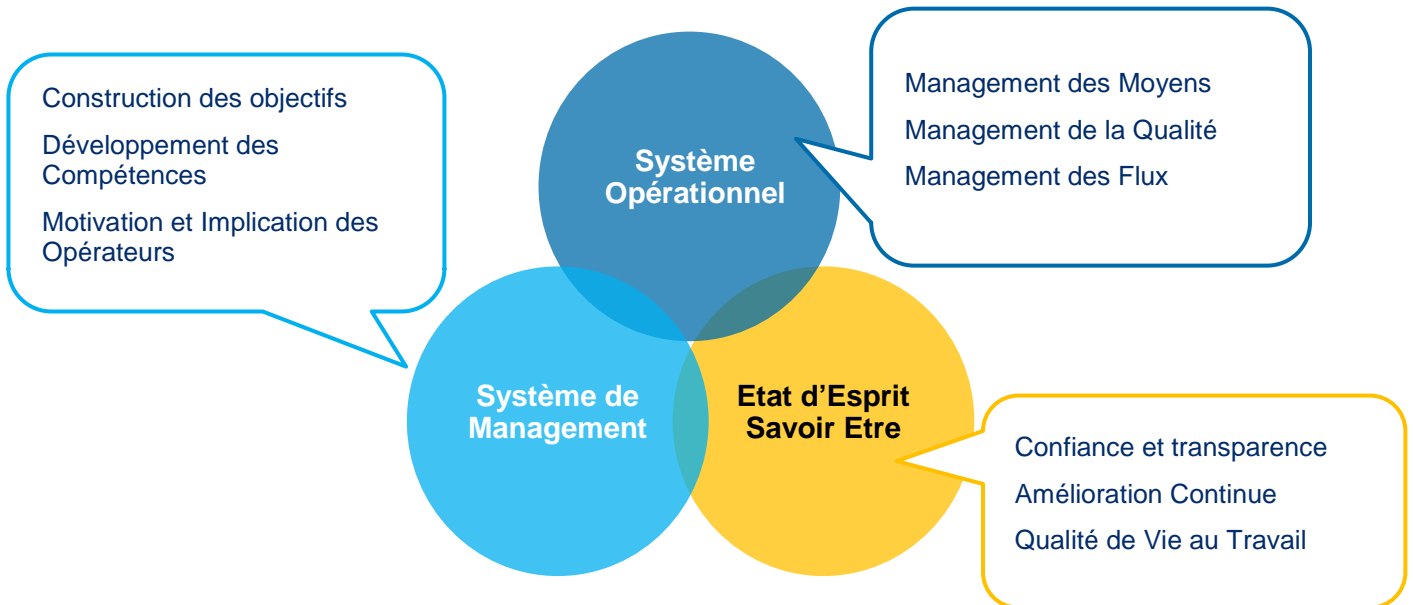 Construction des objectifs
Développement des
Compétences
Motivation et Implication des
Opérateurs
Système
Opérationnel
Management des Moyens
Management de la Qualité
Management des Flux
Système de
Management
Etat d’Esprit
Savoir Etre
Confiance et transparence
Amélioration Continue
Qualité de Vie au Travail